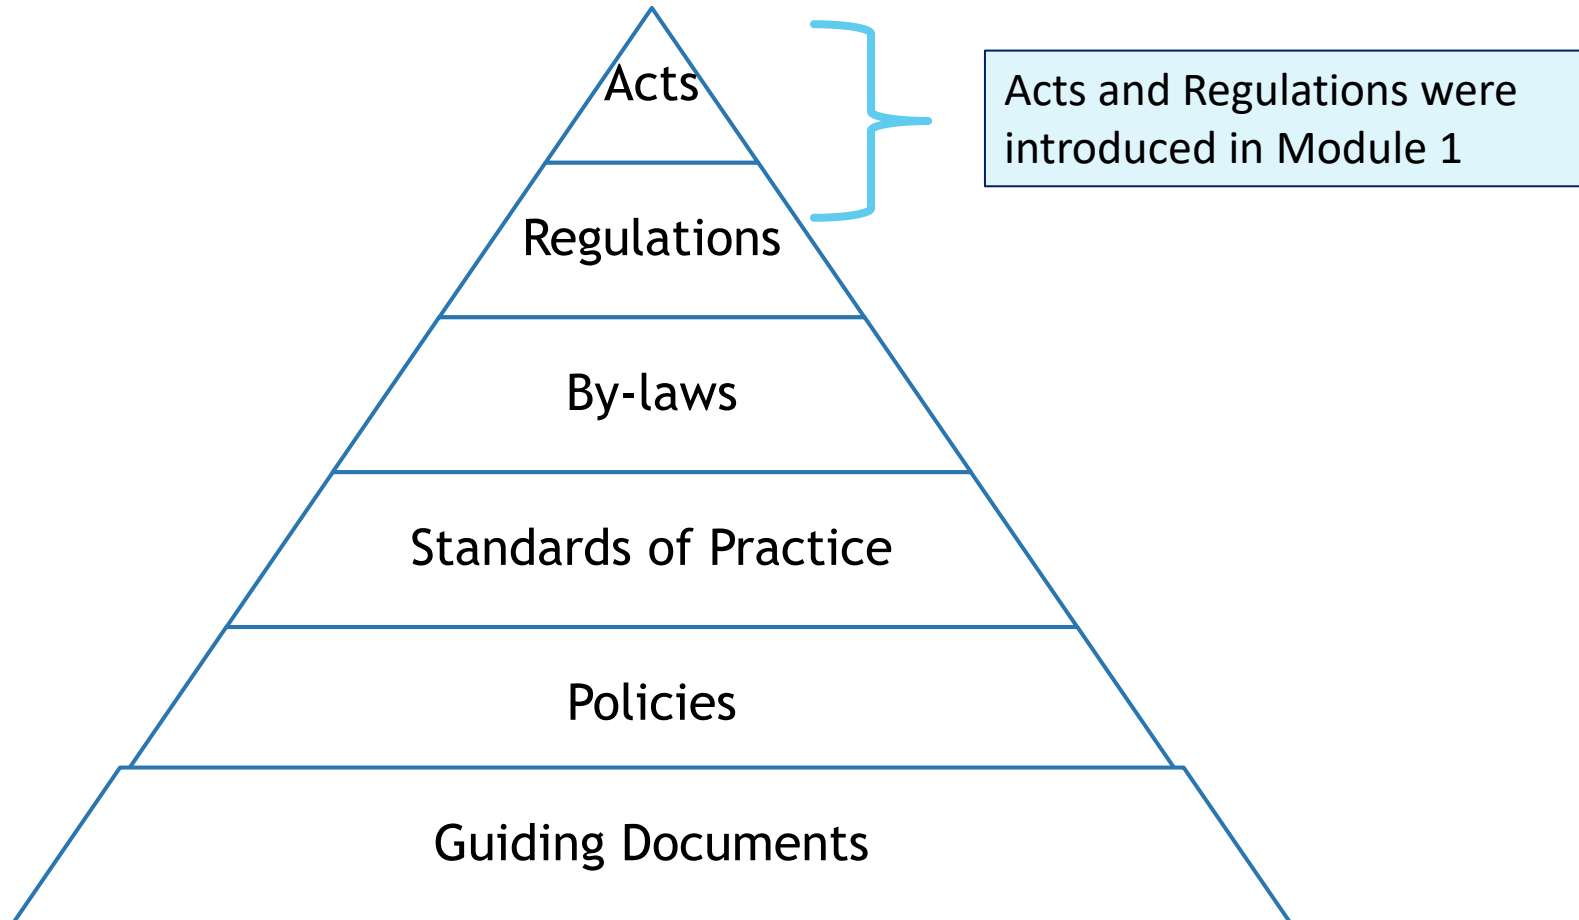 Acts
Acts and Regulations were
introduced in Module 1
Regulations
By-laws
Standards of Practice
Policies
Guiding Documents